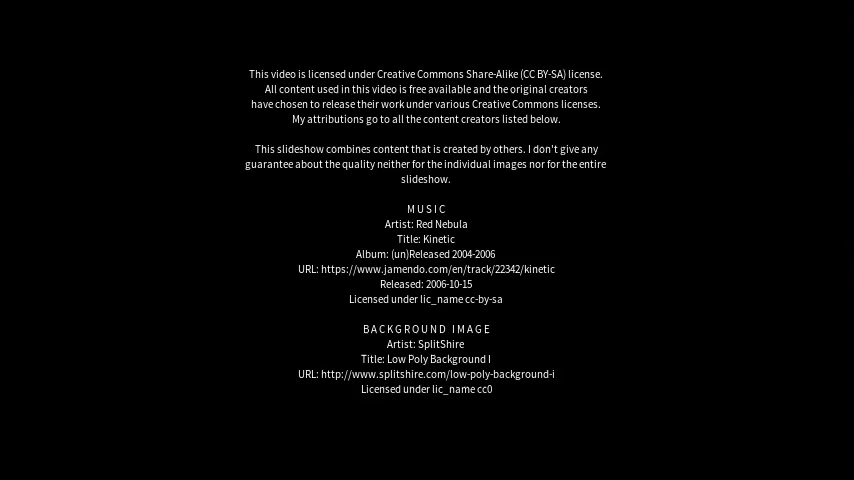 This video is licensed under Creative Commons Share-Alike (CC BY-SA) license.
All content used in this video is free available and the original creators
have chosen to release their work under various Creative Commons licenses.
My attributions go to all the content creators listed below.
This slideshow combines content that is created by others. I don't give any
guarantee about the quality neither for the individual images nor for the entire
slideshow.
MUSIC
Artist: Red Nebula
Title: Kinetic
Album: (un)Released 2004-2006
URL: https://www.jamendo.com/en/track/22342/kinetic
Released: 2006-10-15
Licensed under lic_name cc-by-sa
BACKGROUND IMAGE
Artist: SplitShire
Title: Low Poly Background I
URL: http://www.splitshire.com/low-poly-background-i
Licensed under lic_name cc0